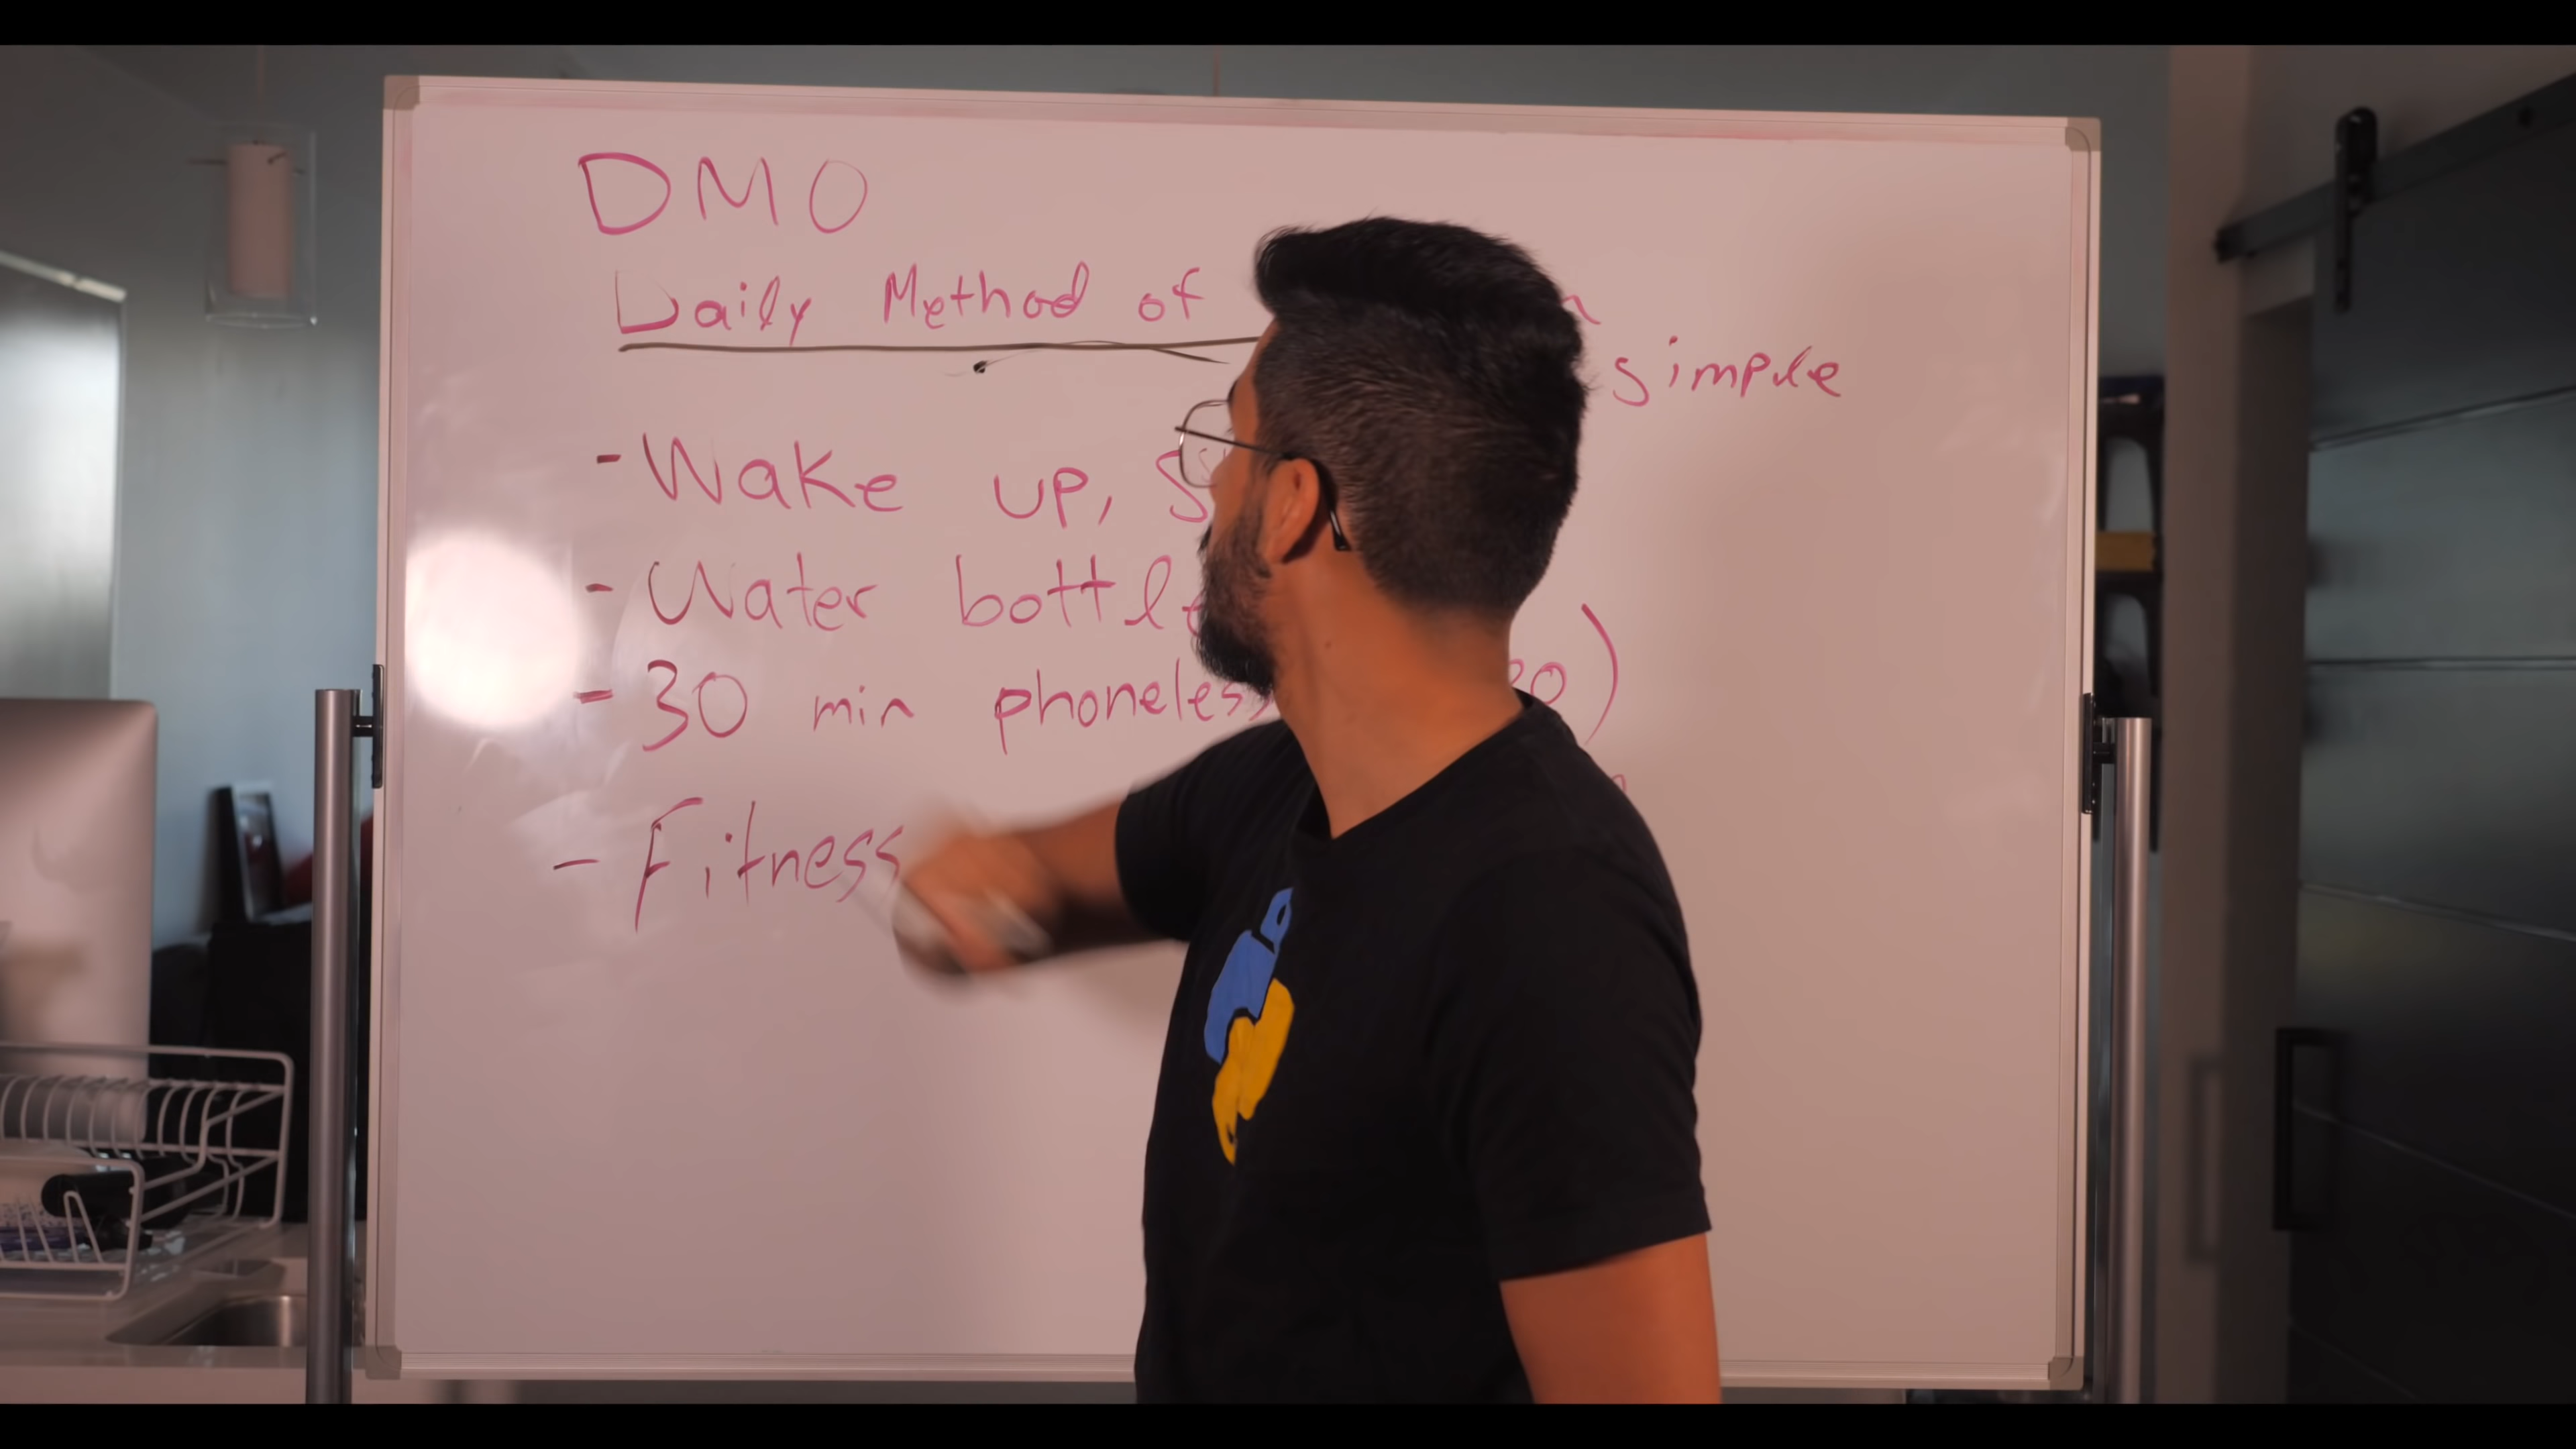 DMO
Daily Method of
simple
- Wake up,
- Water bottle
- 30 min phoneless
- Fitness